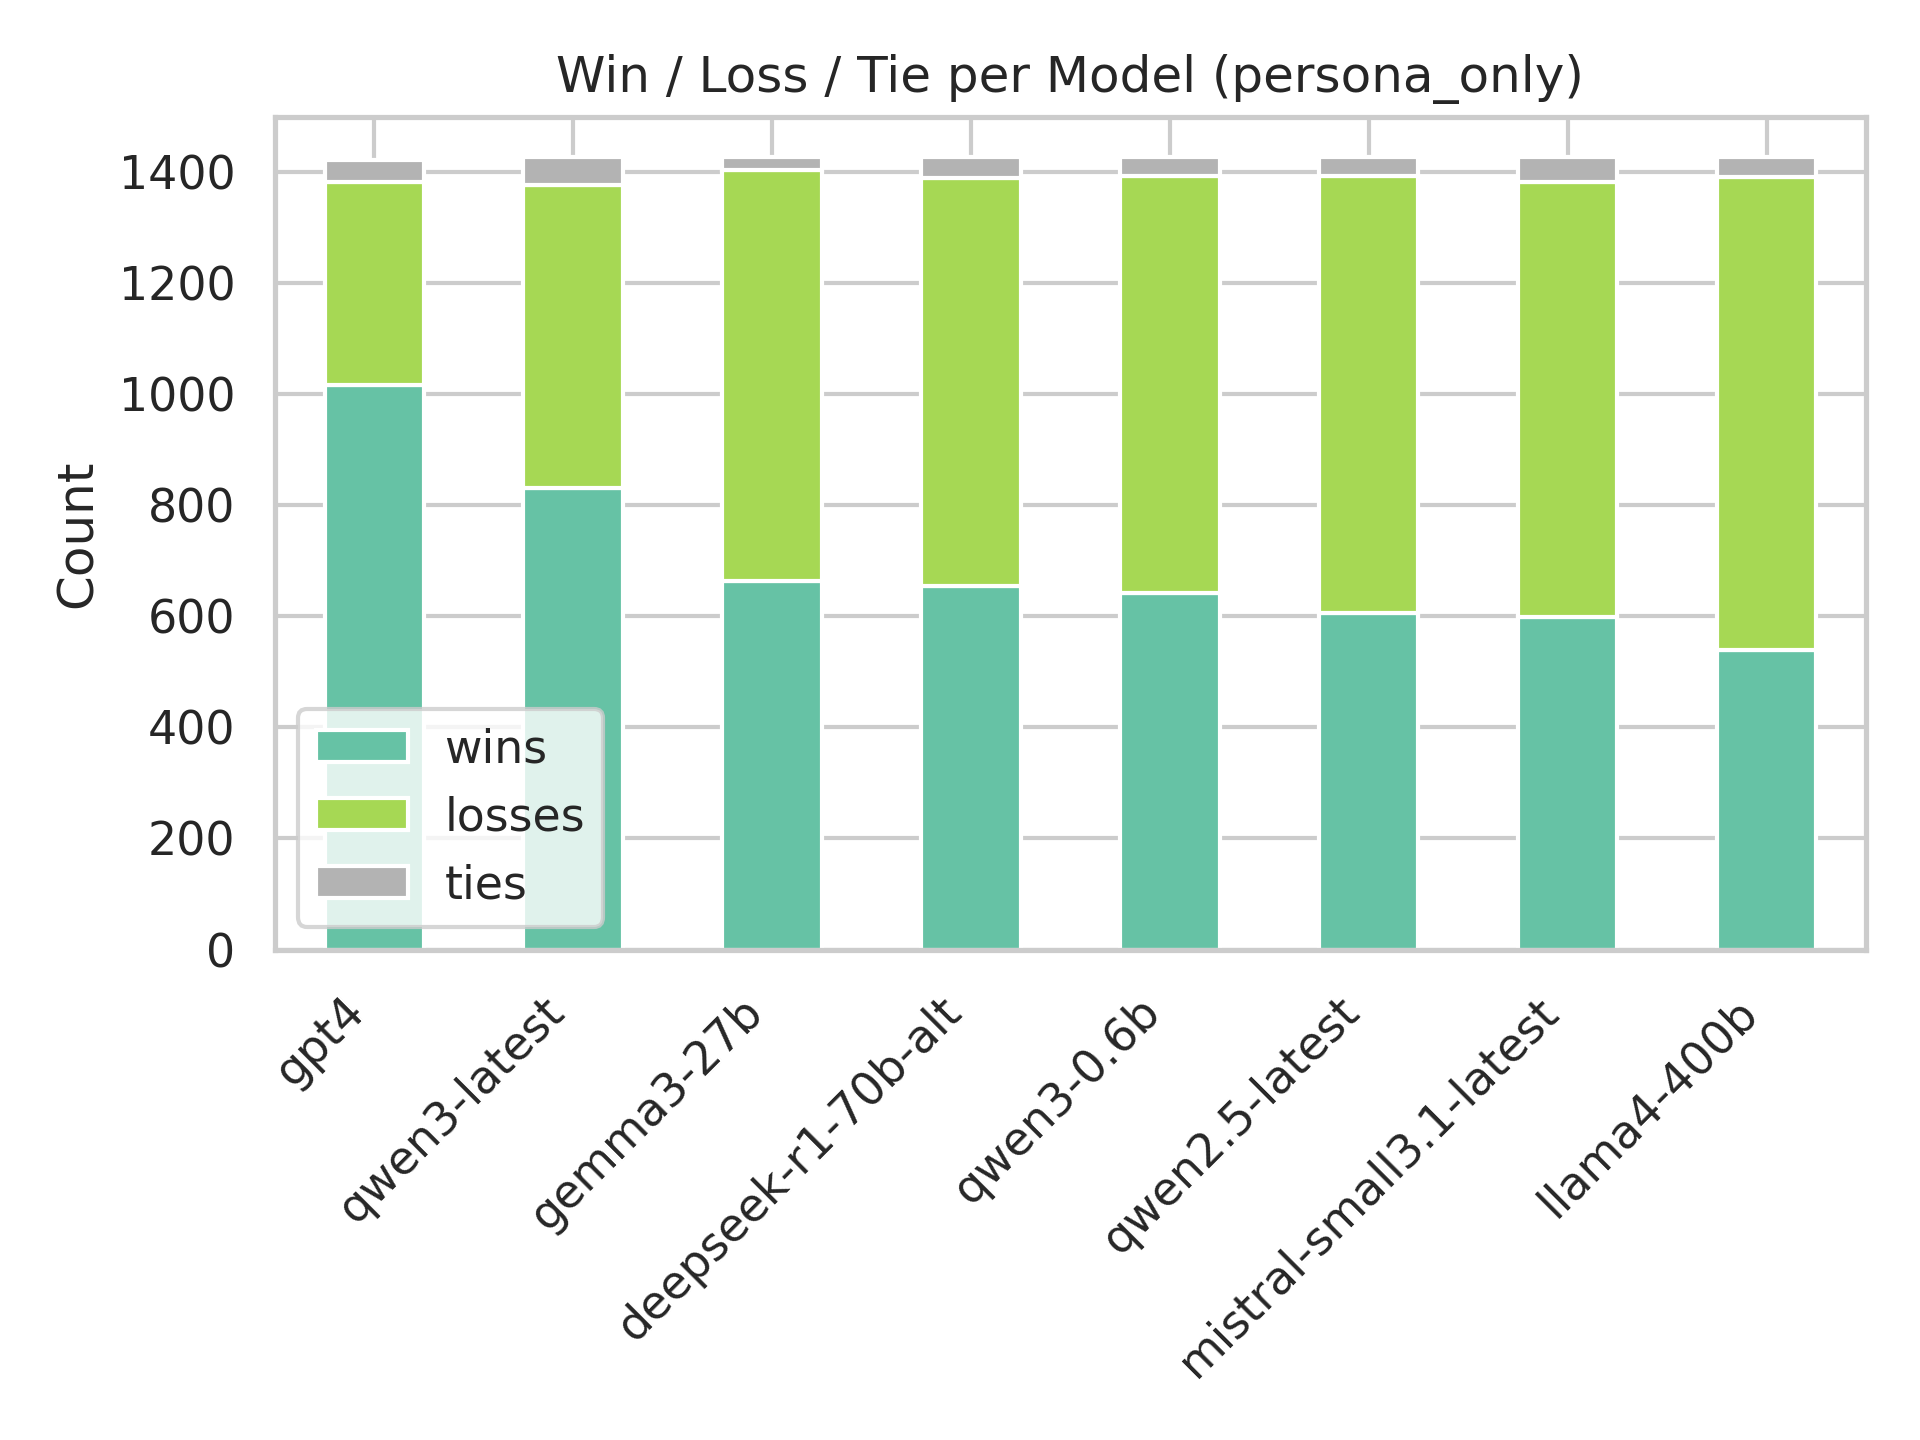 Win / Loss / Tie per Model (persona_only)
Count
1400
1200
1000
800
600
400
200
0
wins
losses
ties
gpt4
qwen3-latest
gemma3-27b
deepseek-r1-70b-alt
qwen3-0.6b
qwen2.5-latest
mistral-small3.1-latest
llama4-400b